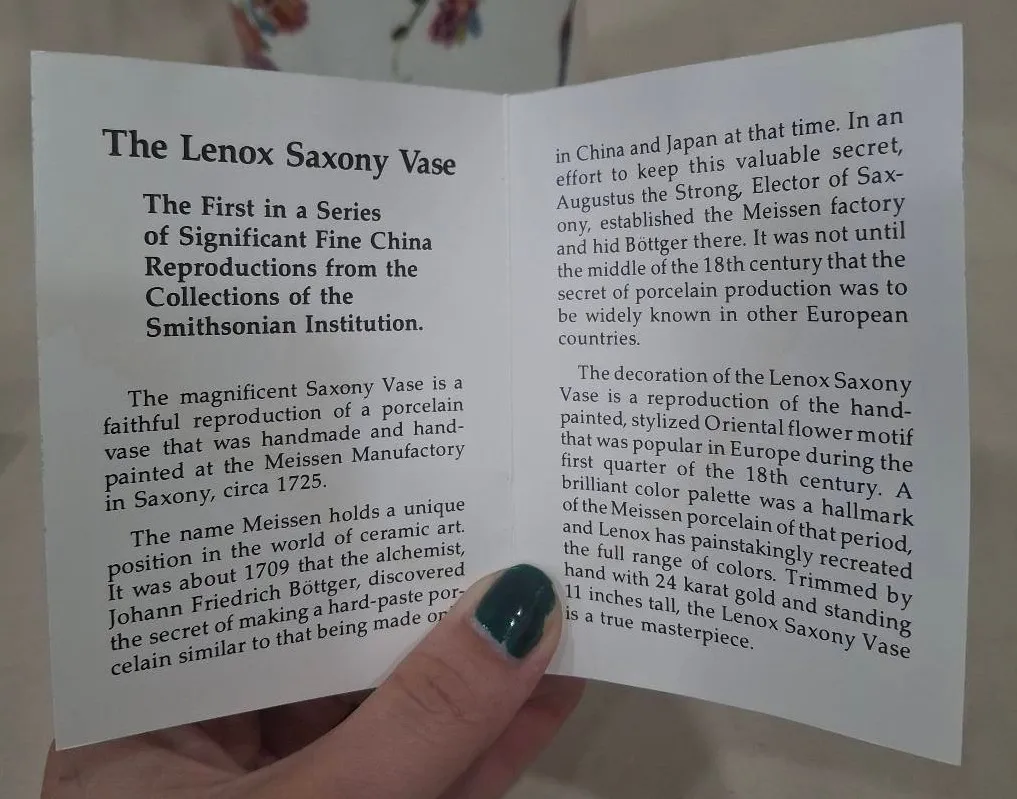 The Lenox Saxony Vase
The First in a Series
of Significant Fine China
Reproductions from the
Collections of the
Smithsonian Institution.
The magnificent Saxony Vase is a
faithful reproduction of a porcelain
vase that was handmade and hand-
painted at the Meissen Manufactory
in Saxony, circa 1725.
The name Meissen holds a unique
position in the world of ceramic art.
It was about 1709 that the alchemist,
Johann Friedrich Böttger, discovered
the secret of making a hard-paste por-
celain similar to that being made
in China and Japan at that time. In an
effort to keep this valuable secret,
Augustus the Strong, Elector of Sax-
ony, established the Meissen factory
and hid Böttger there. It was not until
the middle of the 18th century that the
secret of porcelain production was to
be widely known in other European
countries.
The decoration of the Lenox Saxony
Vase is a reproduction of the hand-
painted, stylized Oriental flower motif
that was popular in Europe during the
first quarter of the 18th century. A
brilliant color palette was a hallmark
of the Meissen porcelain of that period,
and Lenox has painstakingly recreated
the full range of colors. Trimmed by
hand with 24 karat gold and standing
11 inches tall, the Lenox Saxony Vase
is a true masterpiece.